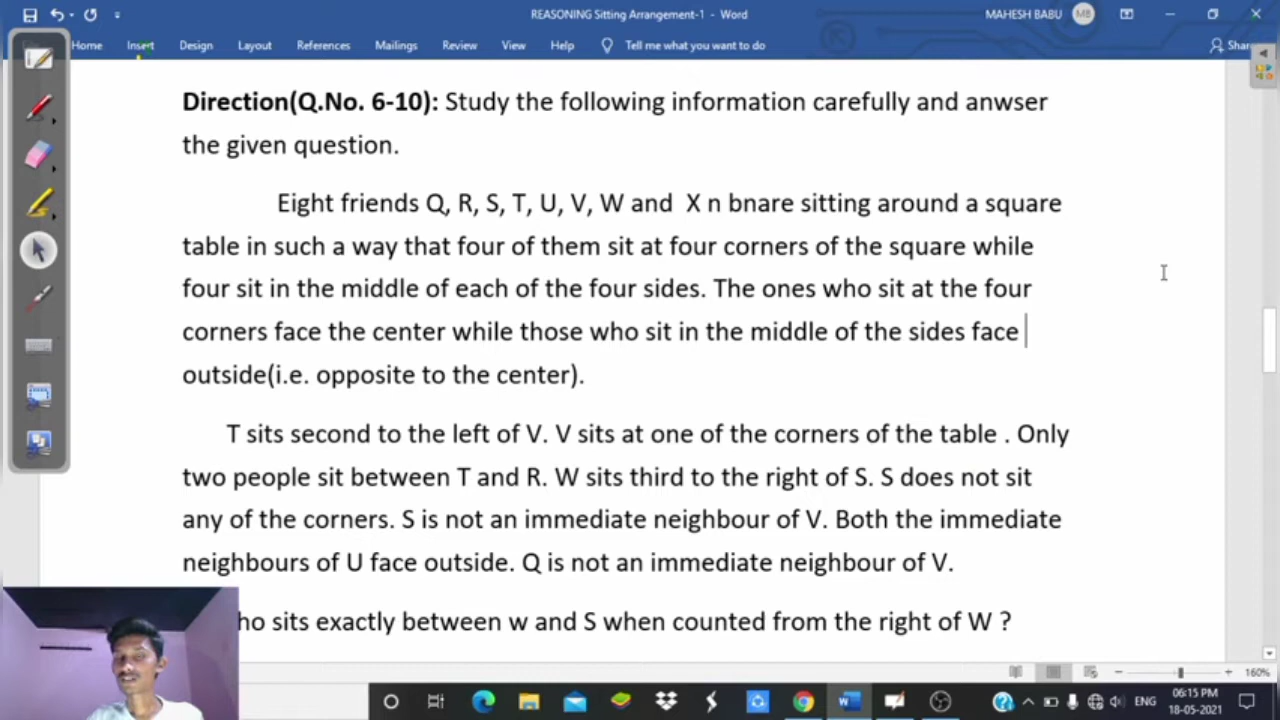 REASONING Sitting Arrangement-1 - Word
MAHESH BABU
MB
Home Insert Design Layout References Mailings Review View Help Tell me what you want to do
Share
Direction(Q.No. 6-10): Study the following information carefully and anwser
the given question.
Eight friends Q, R, S, T, U, V, W and X n bnare sitting around a square
table in such a way that four of them sit at four corners of the square while
four sit in the middle of each of the four sides. The ones who sit at the four
corners face the center while those who sit in the middle of the sides face
outside(i.e. opposite to the center).
T sits second to the left of V. V sits at one of the corners of the table . Only
two people sit between T and R. W sits third to the right of S. S does not sit
any of the corners. S is not an immediate neighbour of V. Both the immediate
neighbours of U face outside. Q is not an immediate neighbour of V.
ho sits exactly between w and S when counted from the right of W ?
160%
ENG
06:15 PM
18-05-2021